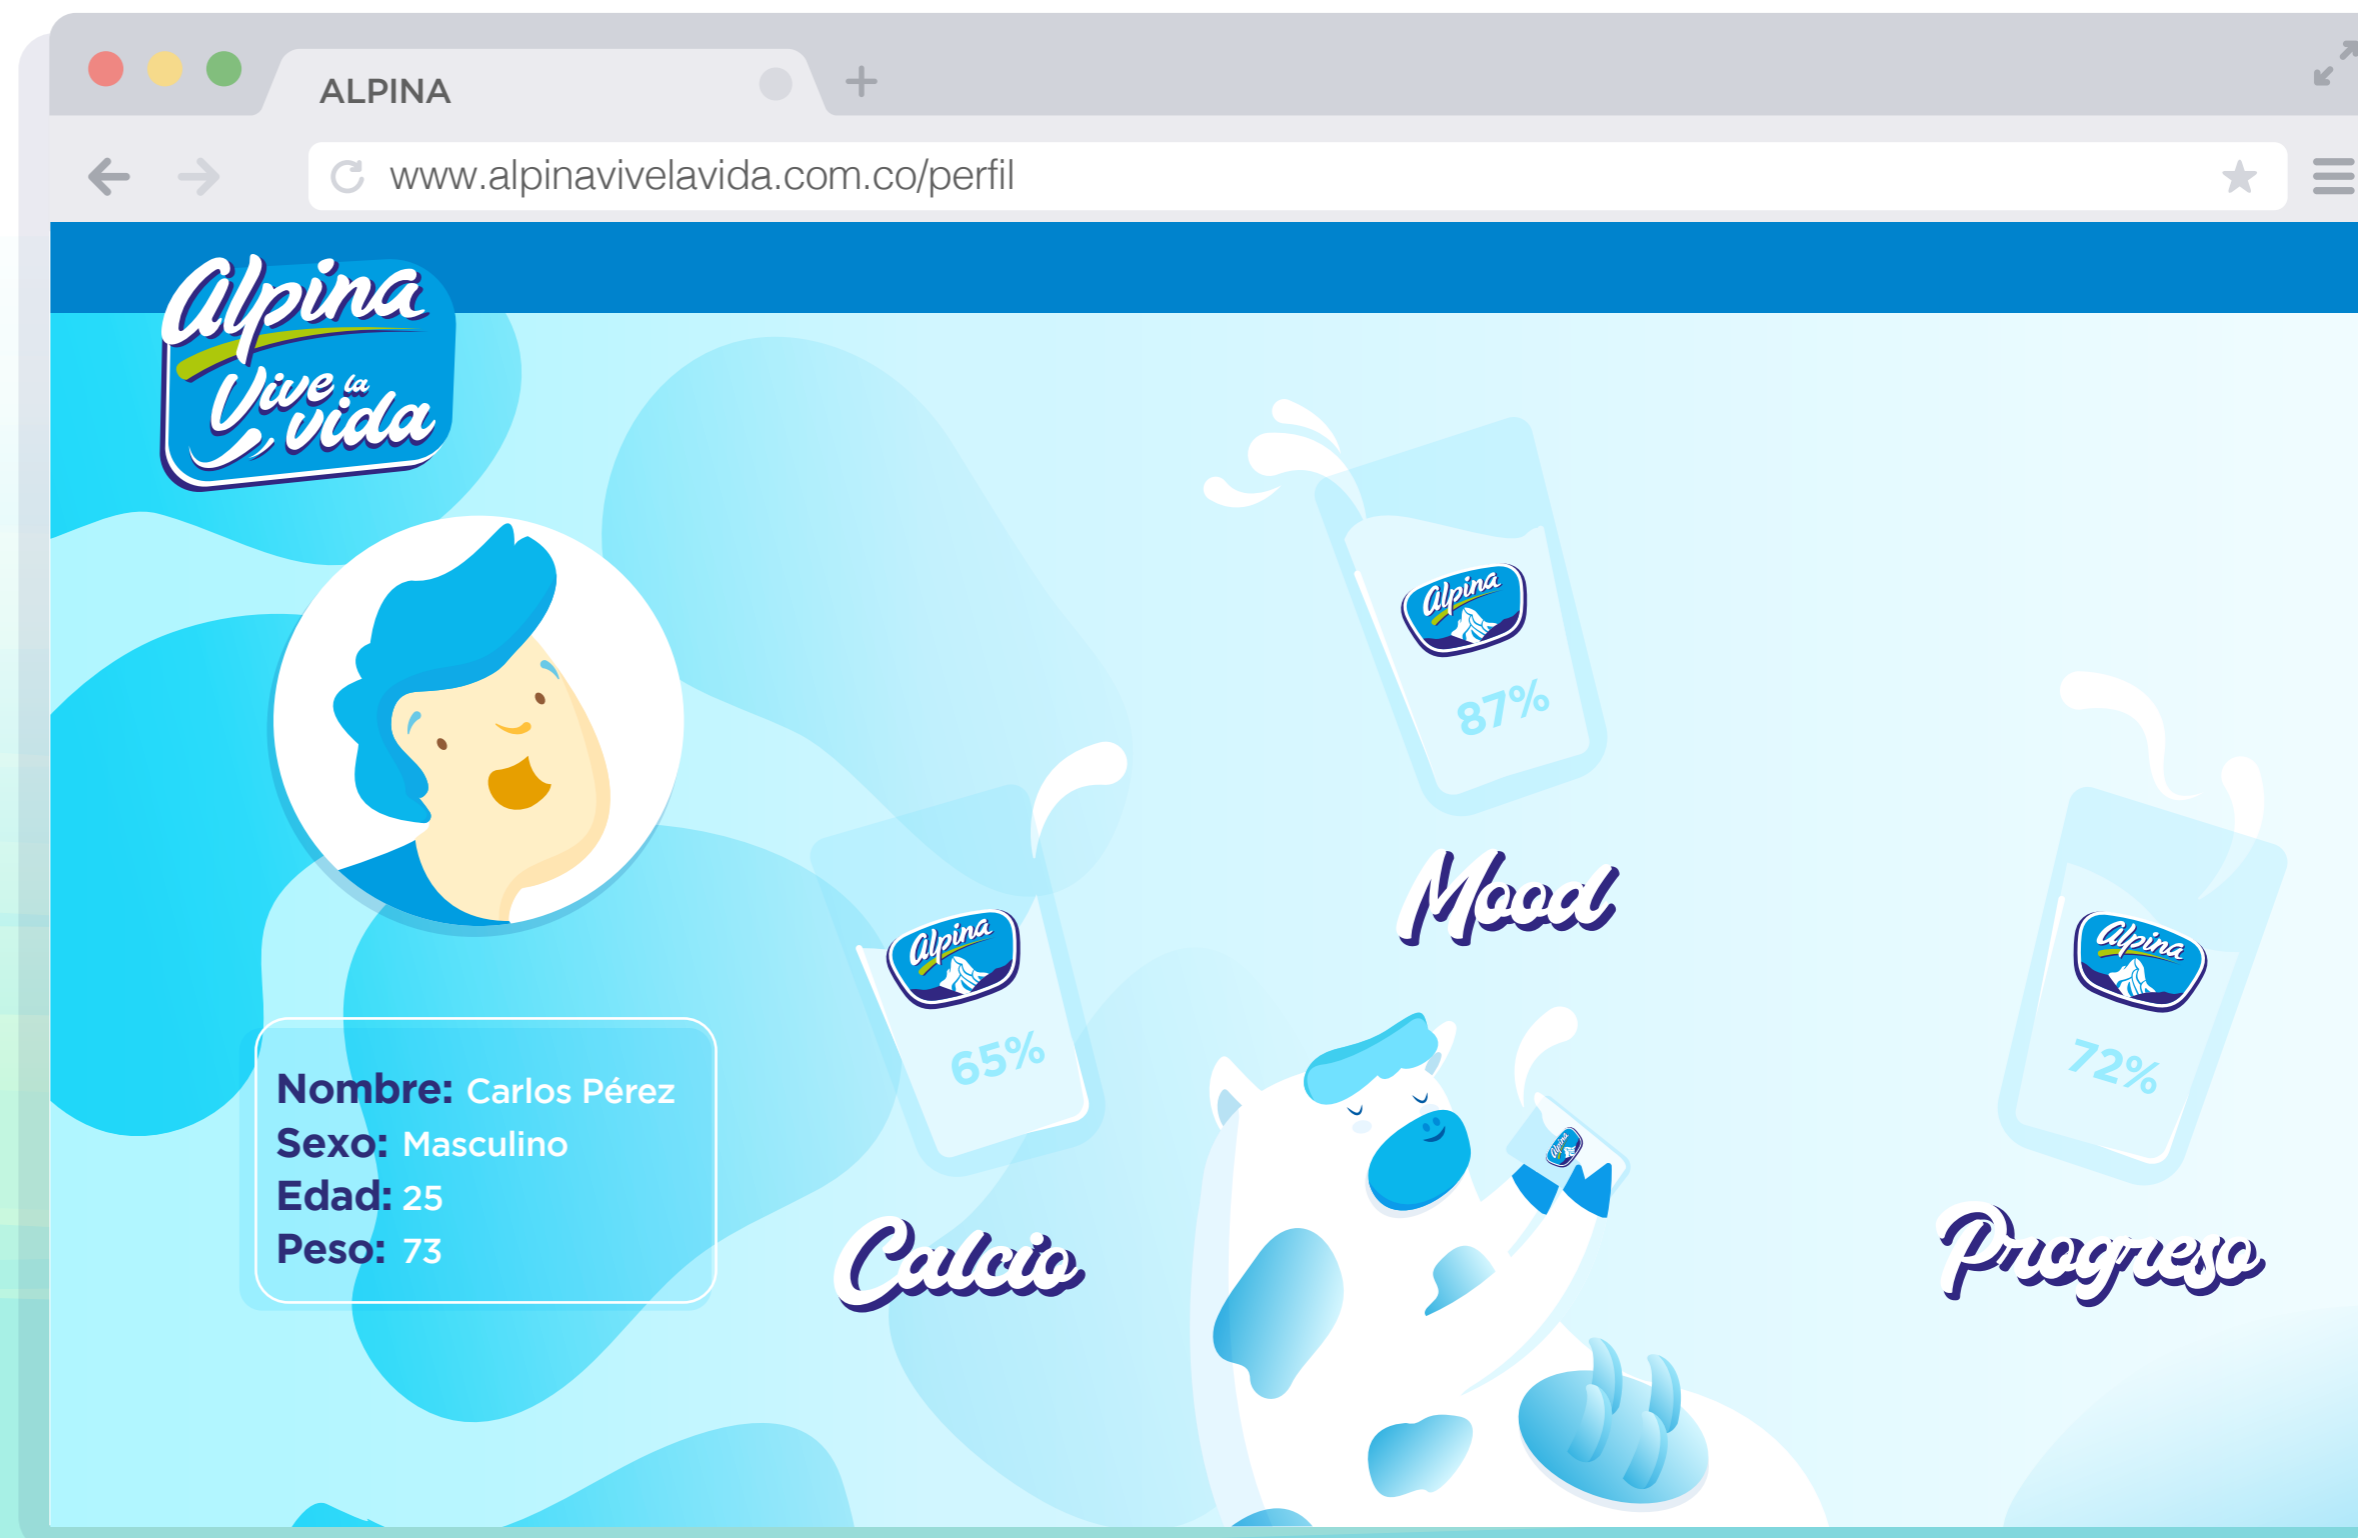 ALPINA
www.alpinavivelavida.com.co/perfil
Alpina
Vive la
vida
Alpina
87%
Mood
Alpina
65%
Calcio
Alpina
72%
Progreso
Alpina
Nombre: Carlos Pérez
Sexo: Masculino
Edad: 25
Peso: 73